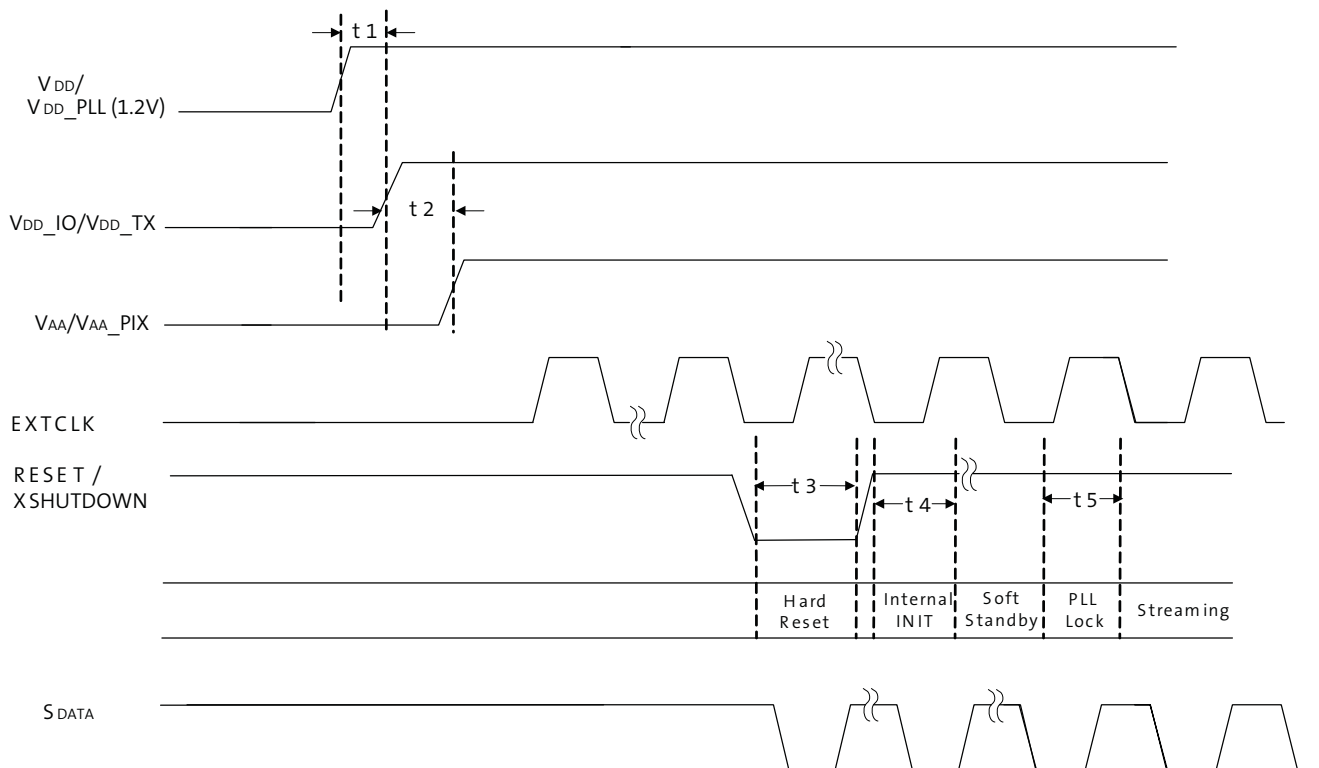 t1
VDD/
VDD_PLL (1.2V)
VDD_IO/VDD_TX
t2
VAA/VAA_PIX
EXTCLK
RESET /
XSHUTDOWN
t3
t4
t5
Hard
Reset
Internal
INIT
Soft
Standby
PLL
Lock
Streaming
SDATA